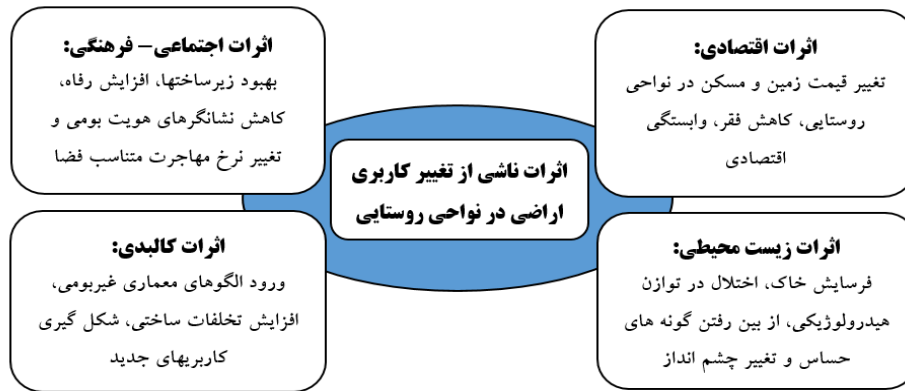 اثرات اقتصادی:
تغییر قیمت زمین و مسکن در نواحی
روستایی، کاهش فقر، وابستگی
اقتصادی
اثرات اجتماعی- فرهنگی:
بهبود زیرساختها، افزایش رفاه،
کاهش نشانگرهای هویت بومی و
تغییر نرخ مهاجرت متناسب فضا
اثرات ناشی از تغییر کاربری
اراضی در نواحی روستایی
اثرات زیست محیطی:
فرسایش خاک، اختلال در توازن
هیدرولوژیکی، از بین رفتن گونه های
حساس و تغییر چشم انداز
اثرات کالبدی:
ورود الگوهای معماری غیربومی،
افزایش تخلفات ساختی، شکل گیری
کاربریهای جدید